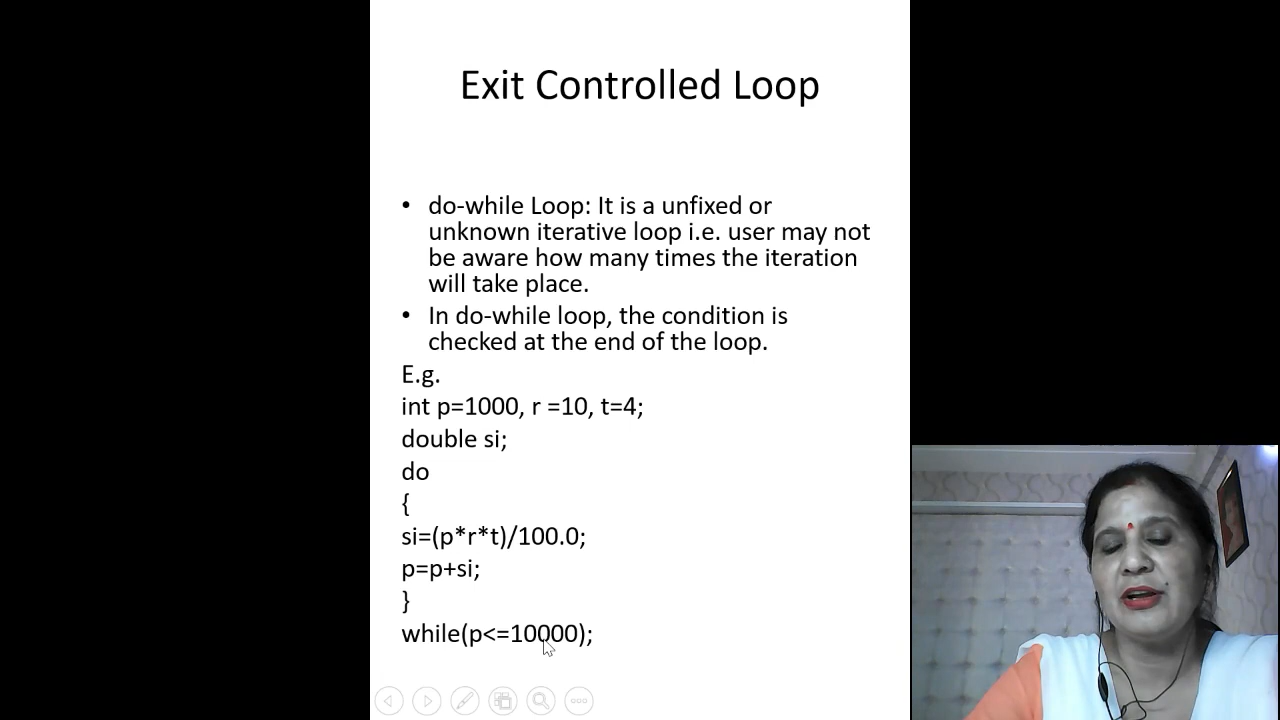 Exit Controlled Loop
• do-while Loop: It is a unfixed or
unknown iterative loop i.e. user may not
be aware how many times the iteration
will take place.
• In do-while loop, the condition is
checked at the end of the loop.
E.g.
int p=1000, r =10, t=4;
double si;
do
{
si=(p*r*t)/100.0;
p=p+si;
}
while(p<=10000);